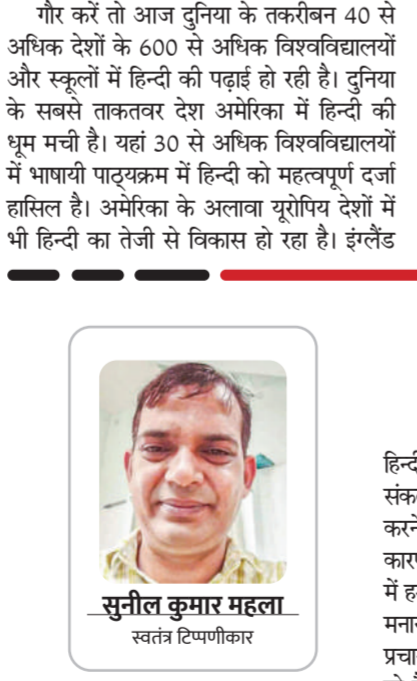 गौर करें तो आज दुनिया के तकरीबन 40 से
अधिक देशों के 600 से अधिक विश्वविद्यालयों
और स्कूलों में हिन्दी की पढ़ाई हो रही है। दुनिया
के सबसे ताकतवर देश अमेरिका में हिन्दी की
धूम मची है। यहां 30 से अधिक विश्वविद्यालयों
में भाषायी पाठ्यक्रम में हिन्दी को महत्वपूर्ण दर्जा
हासिल है। अमेरिका के अलावा यूरोपिय देशों में
भी हिन्दी का तेजी से विकास हो रहा है। इंग्लैंड
सुनील कुमार महला
स्वतंत्र टिप्पणीकार
करने
में